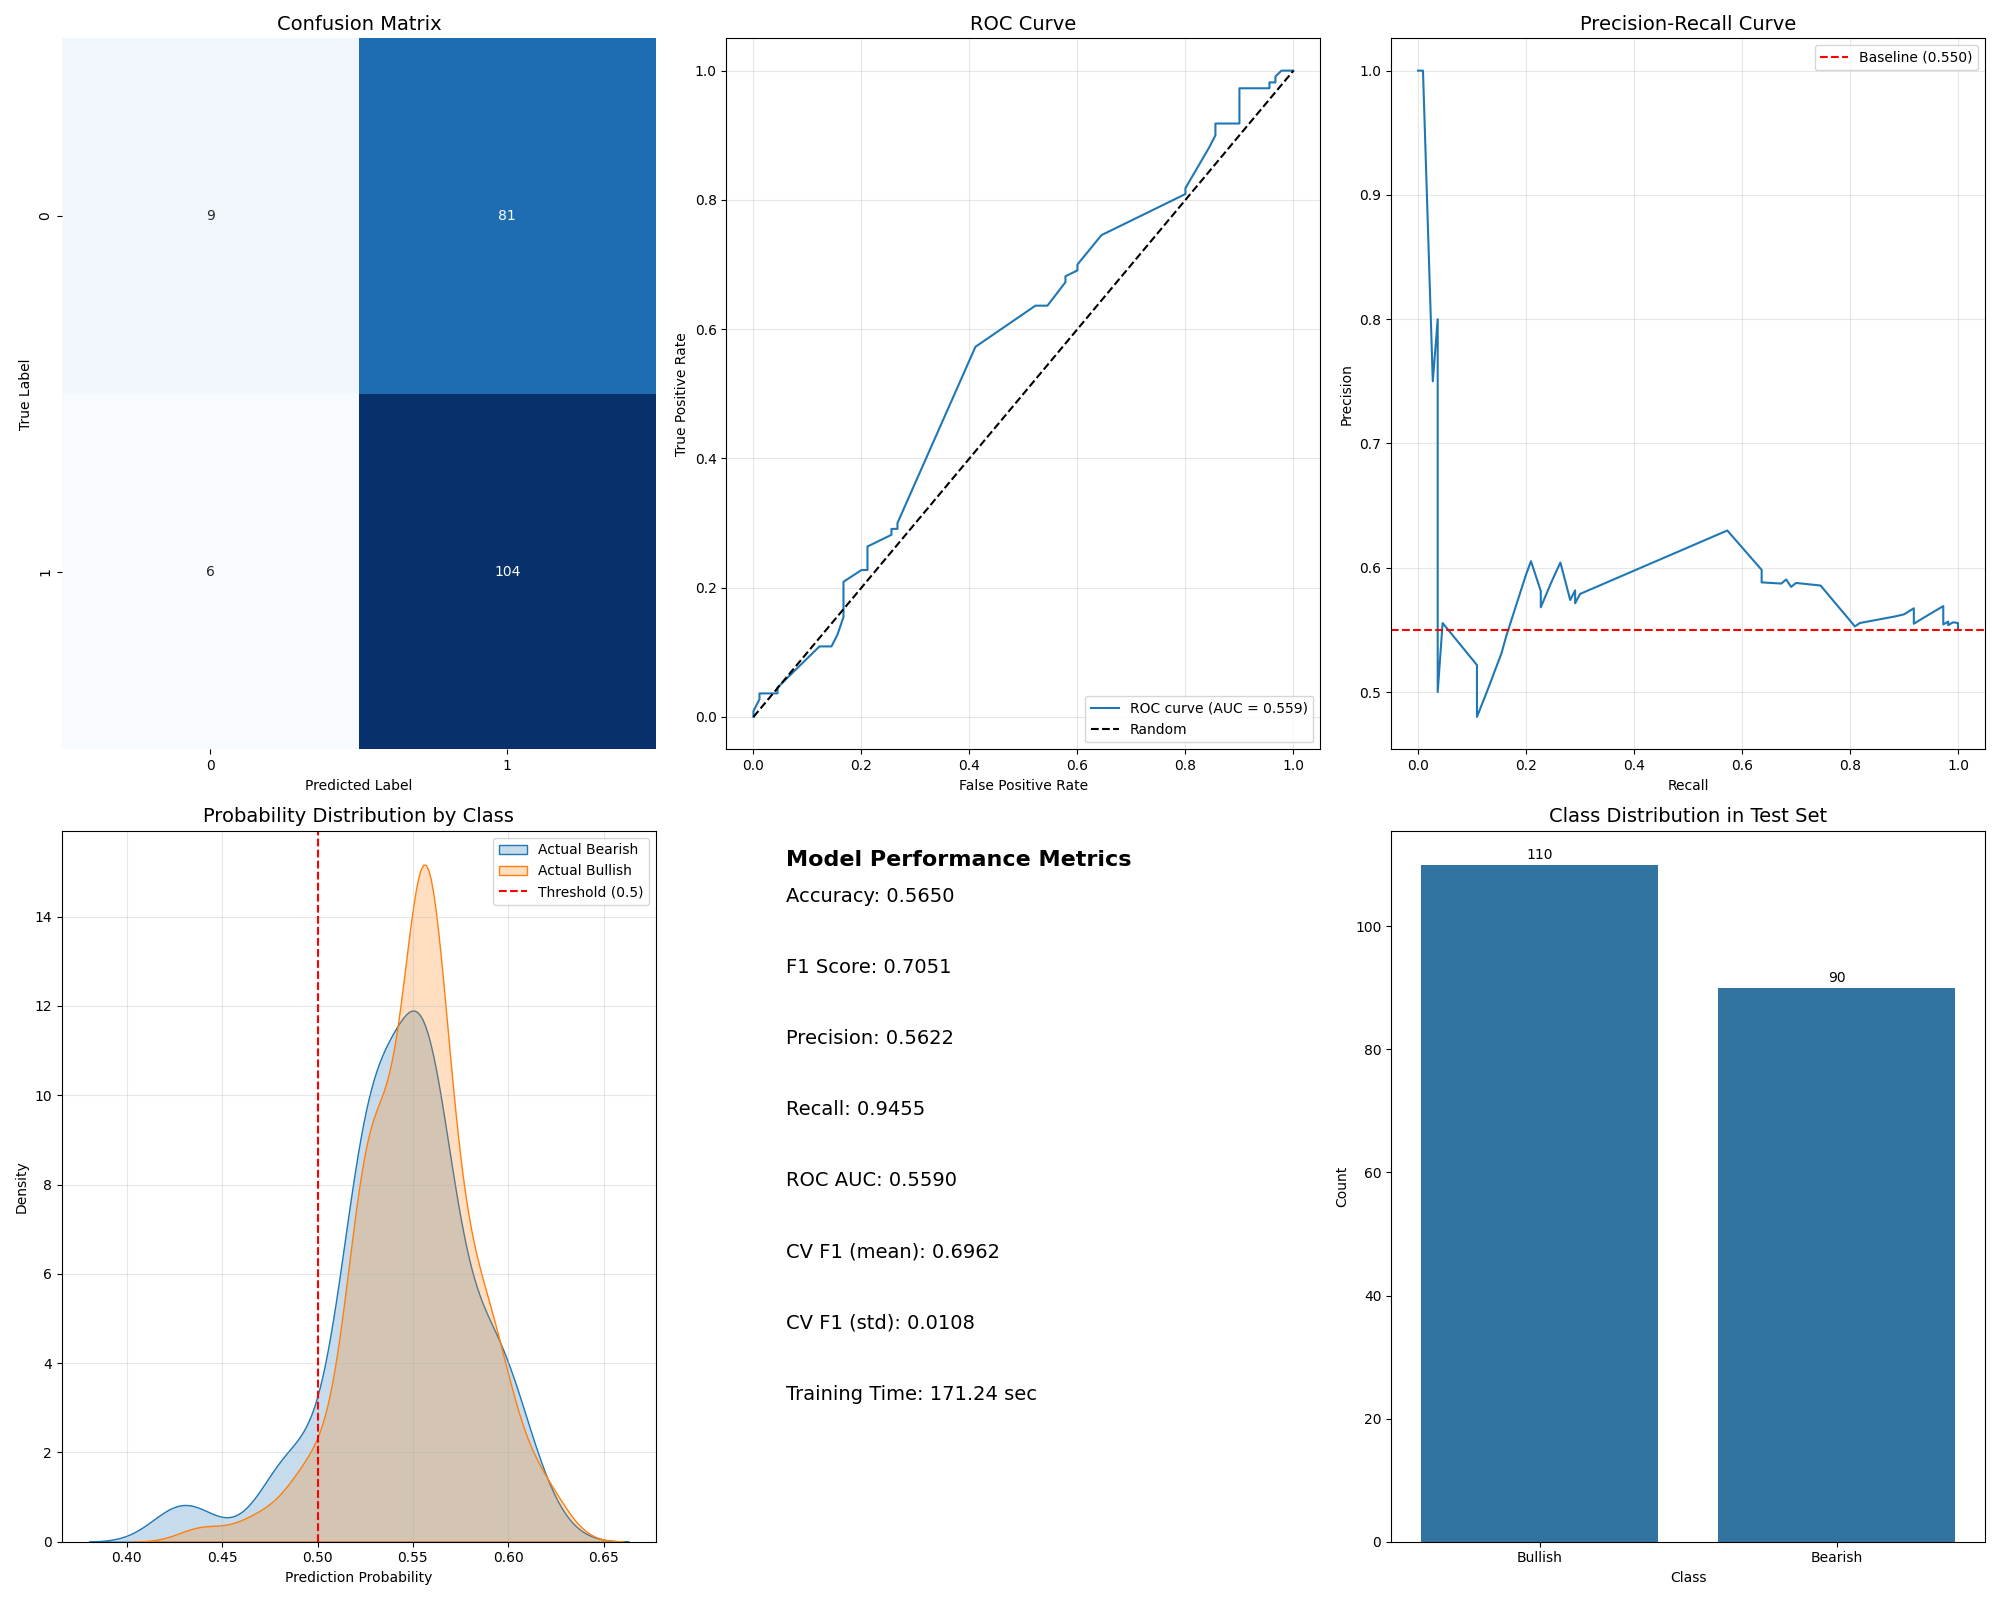 Confusion Matrix
0
1
True Label
9
81
6
104
0
1
Predicted Label
ROC Curve
1.0
0.8
0.6
0.4
0.2
0.0
True Positive Rate
ROC curve (AUC = 0.559)
Random
0.0
0.2
0.4
0.6
0.8
1.0
False Positive Rate
Precision-Recall Curve
Baseline (0.550)
1.0
0.9
0.8
0.7
0.6
0.5
Precision
0.0
0.2
0.4
0.6
0.8
1.0
Recall
Probability Distribution by Class
Actual Bearish
Actual Bullish
Threshold (0.5)
14
12
10
8
6
4
2
0
Density
0.40
0.45
0.50
0.55
0.60
0.65
Prediction Probability
Model Performance Metrics
Accuracy: 0.5650
F1 Score: 0.7051
Precision: 0.5622
Recall: 0.9455
ROC AUC: 0.5590
CV F1 (mean): 0.6962
CV F1 (std): 0.0108
Training Time: 171.24 sec
Class Distribution in Test Set
110
90
100
80
60
40
20
0
Count
Bullish
Bearish
Class